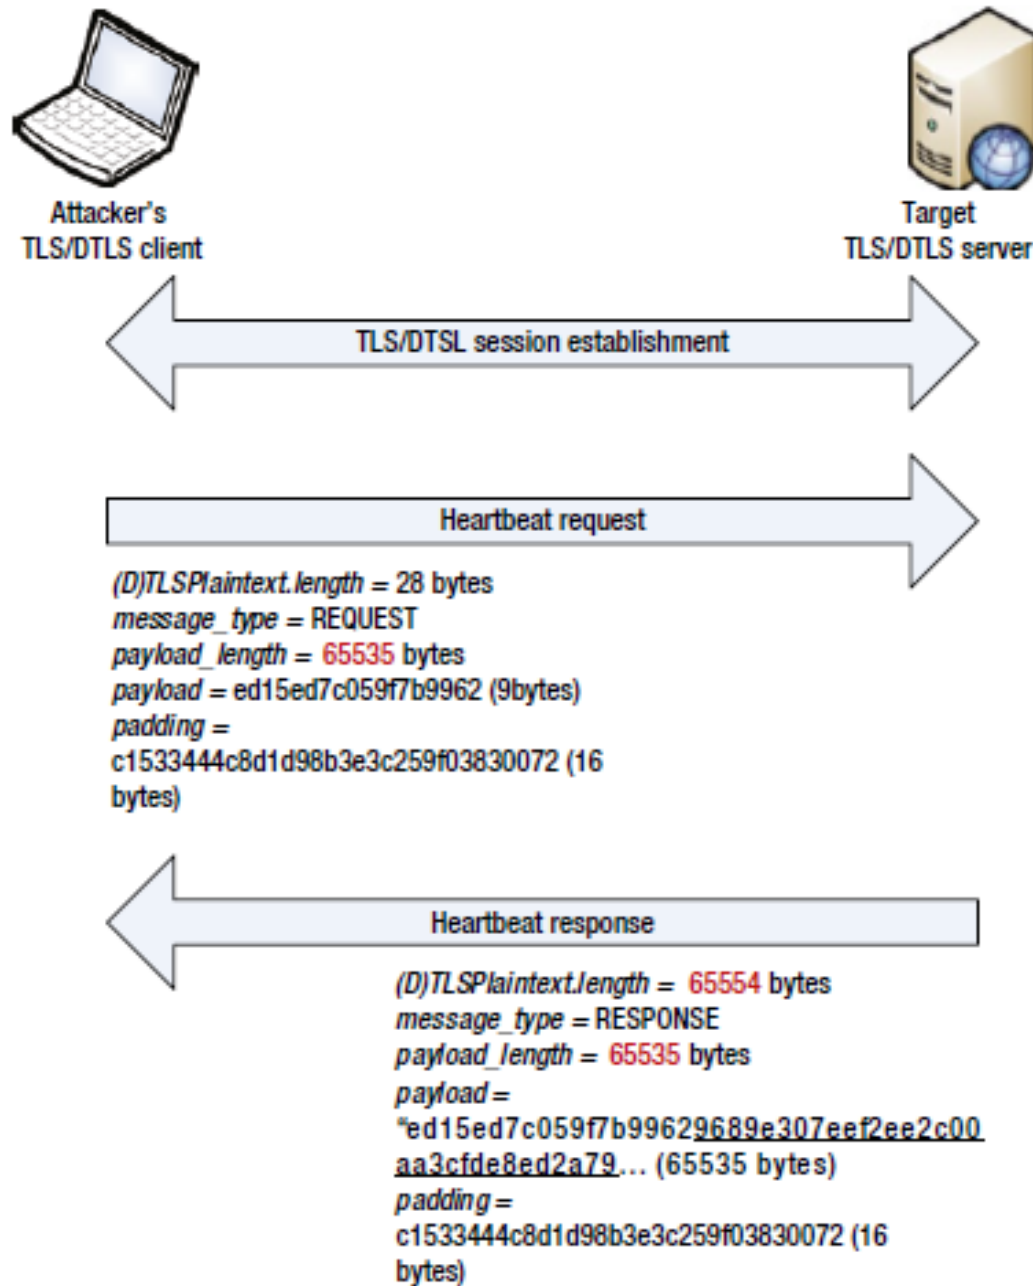 Attacker's
TLS/DTLS client
Target
TLS/DTLS server
TLS/DTSL session establishment
Heartbeat request
(D)TLSPlaintext.length = 28 bytes
message_type = REQUEST
payload_length = 65535 bytes
payload = ed15ed7c059f7b9962 (9bytes)
padding =
c1533444c8d1d98b3e3c259f03830072 (16
bytes)
Heartbeat response
(D)TLSPlaintext.length = 65554 bytes
message_type = RESPONSE
payload_length = 65535 bytes
payload =
"ed15ed7c059f7b99629689e307eef2ee2c00
aa3cfde8ed2a79... (65535 bytes)
padding =
c1533444c8d1d98b3e3c259f03830072 (16
bytes)